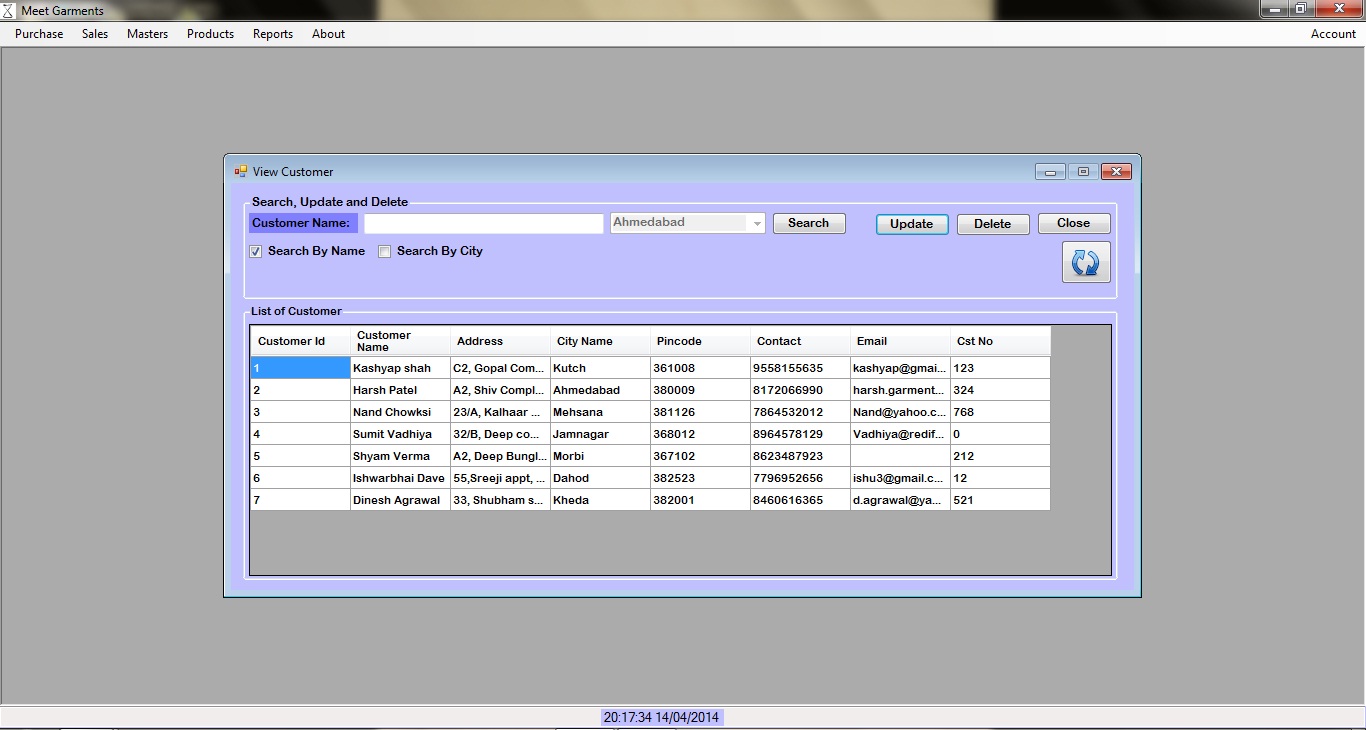 Meet Garments
Purchase Sales Masters Products Reports About Account
View Customer
Search, Update and Delete
Customer Name: Ahmedabad Search Update Delete Close
Search By Name Search By City
List of Customer
Customer Id Customer Name Address City Name Pincode Contact Email Cst No
1 Kashyap shah C2, Gopal Com... Kutch 361008 9558155635 kashyap@gmai... 123
2 Harsh Patel A2, Shiv Compl... Ahmedabad 380009 8172066990 harsh.garment... 324
3 Nand Chowksi 23/A, Kalhaar ... Mehsana 381126 7864532012 Nand@yahoo.c... 768
4 Sumit Vadhiya 32/B, Deep co... Jamnagar 368012 8964578129 Vadhiya@redif... 0
5 Shyam Verma A2, Deep Bungl... Morbi 367102 8623487923 212
6 Ishwarbhai Dave 55,Sreeji appt, ... Dahod 382523 7796952656 ishu3@gmail.c... 12
7 Dinesh Agrawal 33, Shubham s... Kheda 382001 8460616365 d.agrawal@ya... 521
20:17:34 14/04/2014